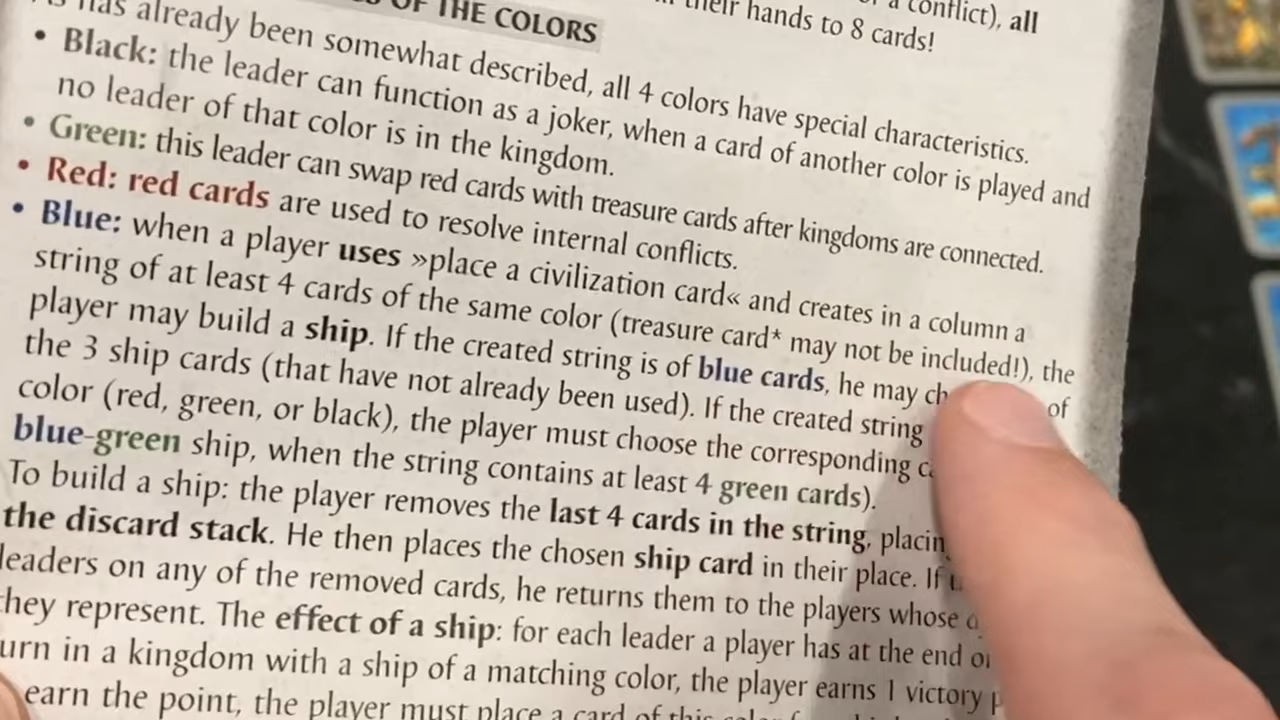 a conflict), all
their hands to 8 cards!
OF THE COLORS
has already been somewhat described, all 4 colors have special characteristics.
• Black: the leader can function as a joker, when a card of another color is played and
no leader of that color is in the kingdom.
• Green: this leader can swap red cards with treasure cards after kingdoms are connected.
• Red: red cards are used to resolve internal conflicts.
• Blue: when a player uses »place a civilization card« and creates in a column a
string of at least 4 cards of the same color (treasure card* may not be included!), the
player may build a ship. If the created string is of blue cards, he may of
the 3 ship cards (that have not already been used). If the created string
color (red, green, or black), the player must choose the corresponding
blue-green ship, when the string contains at least 4 green cards).
To build a ship: the player removes the last 4 cards in the string,
the discard stack. He then places the chosen ship card in their place. If
leaders on any of the removed cards, he returns them to the players whose
they represent. The effect of a ship: for each leader a player has at the end
urn in a kingdom with a ship of a matching color, the player earns 1 victory
earn the point, the player must place a card of this